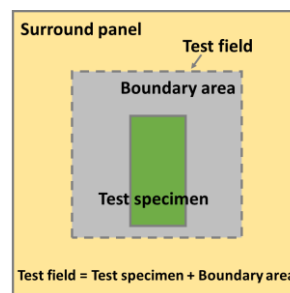 Surround panel
Test field
Boundary area
Test specimen
Test field = Test specimen + Boundary area